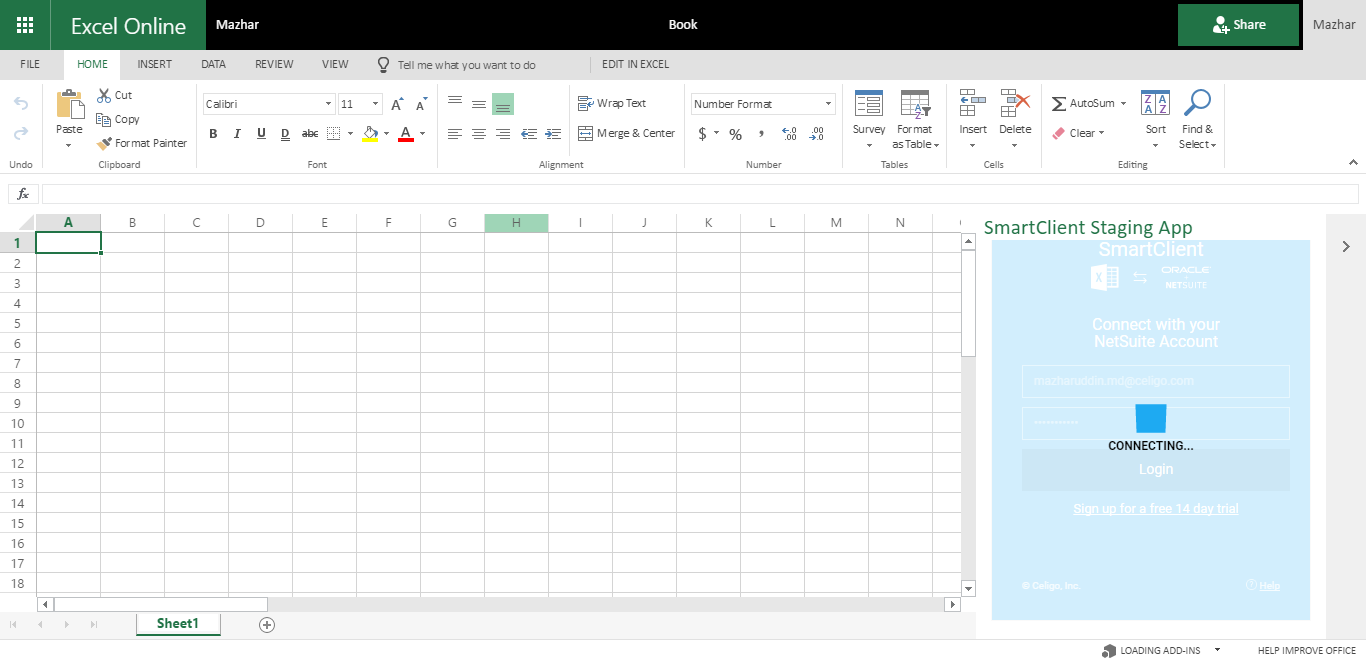 Excel Online Mazhar Book Share Mazhar
FILE HOME INSERT DATA REVIEW VIEW Tell me what you want to do EDIT IN EXCEL
Paste Cut Copy Format Painter
Calibri 11
B I U D abc A
Wrap Text
Merge & Center
Number Format
$ % , .00 .00
Survey Format as Table
Insert Delete
AutoSum
Clear
Sort Find & Select
Undo Clipboard Font Alignment Number Tables Cells Editing
fx
A B C D E F G H I J K L M N
1
2
3
4
5
6
7
8
9
10
11
12
13
14
15
16
17
18
SmartClient Staging App
SmartClient
ORACLE
NETSUITE
Connect with your
NetSuite Account
mazharuddin.md@celigo.com
CONNECTING...
Login
Sign up for a free 14 day trial
© Celigo, Inc. Help
Sheet1
LOADING ADD-INS HELP IMPROVE OFFICE